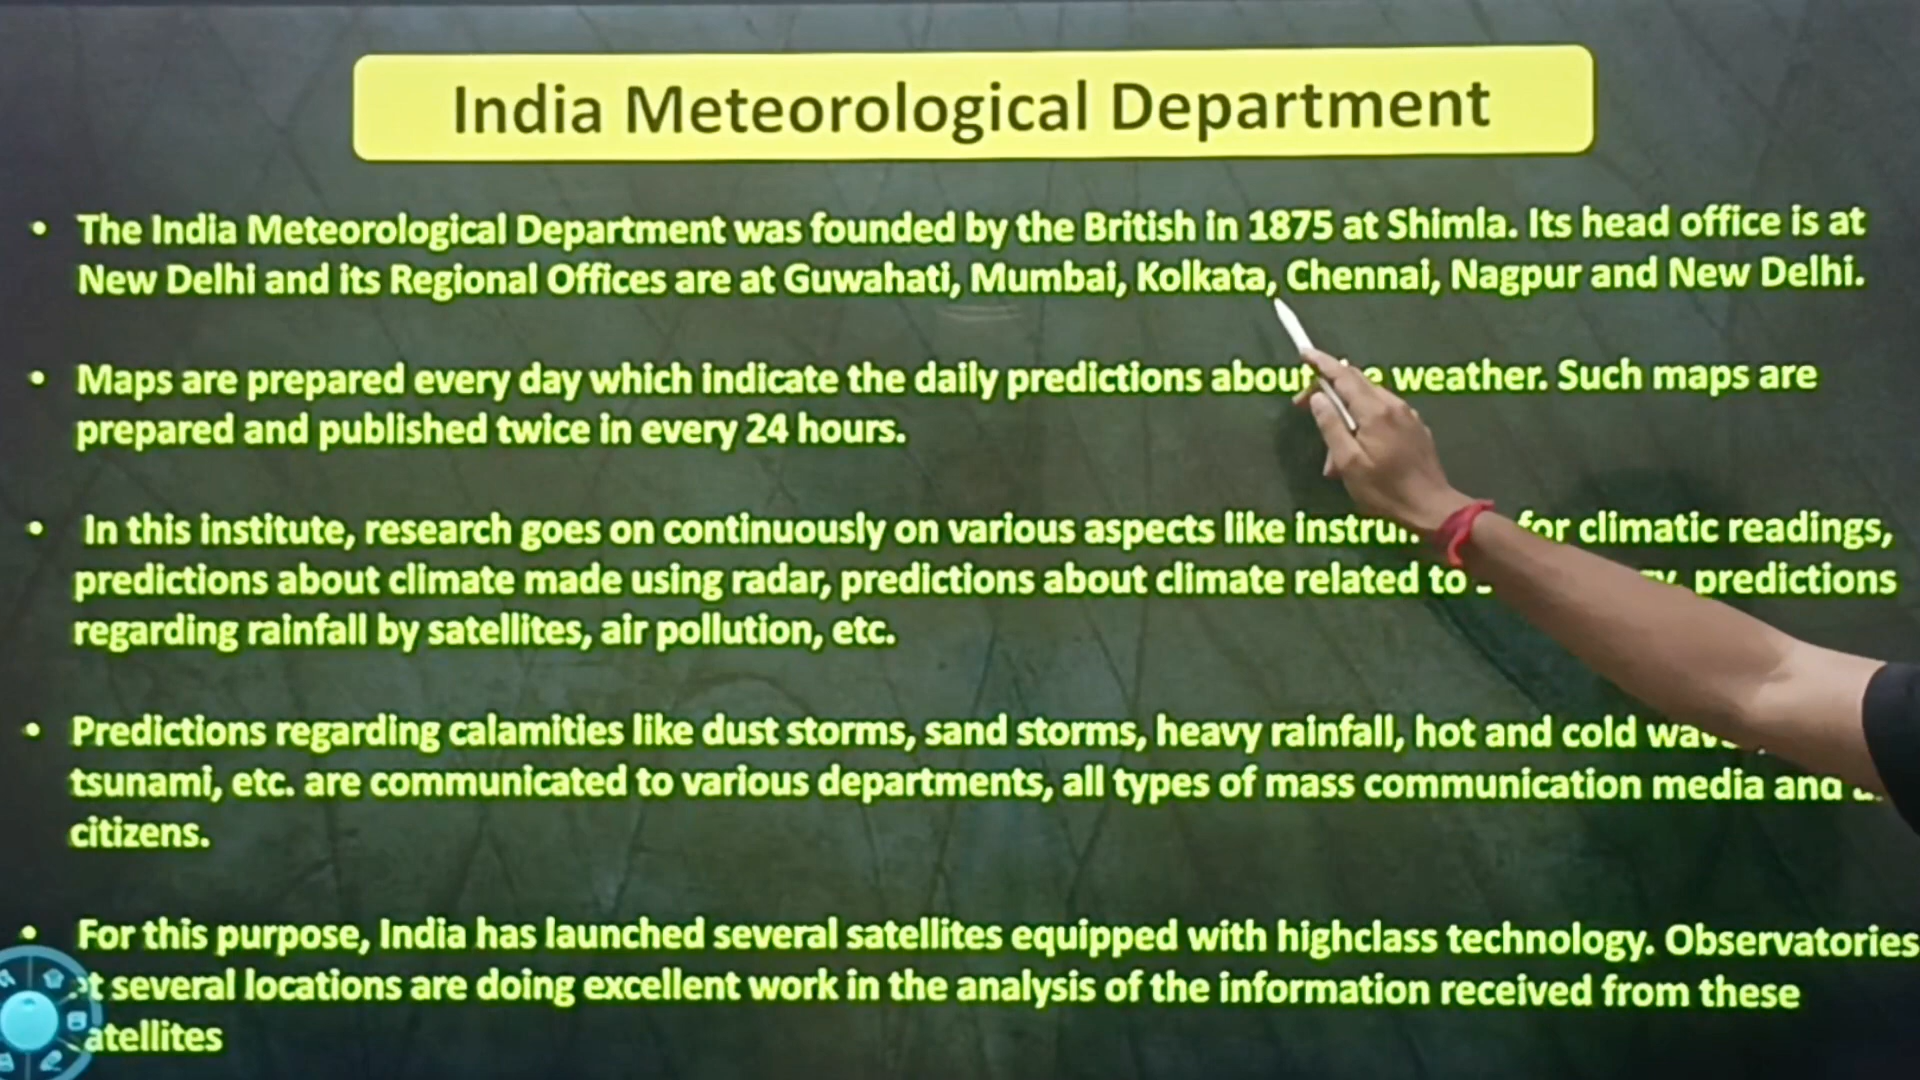 India Meteorological Department
• The India Meteorological Department was founded by the British in 1875 at Shimla. Its head office is at
New Delhi and its Regional Offices are at Guwahati, Mumbai, Kolkata, Chennai, Nagpur and New Delhi.
• Maps are prepared every day which indicate the daily predictions about weather. Such maps are
prepared and published twice in every 24 hours.
• In this institute, research goes on continuously on various aspects like for climatic readings,
predictions about climate made using radar, predictions about climate related to predictions
regarding rainfall by satellites, air pollution, etc.
• Predictions regarding calamities like dust storms, sand storms, heavy rainfall, hot and cold
tsunami, etc. are communicated to various departments, all types of mass communication media and
citizens.
• For this purpose, India has launched several satellites equipped with highclass technology. Observatories
several locations are doing excellent work in the analysis of the information received from these
atellites